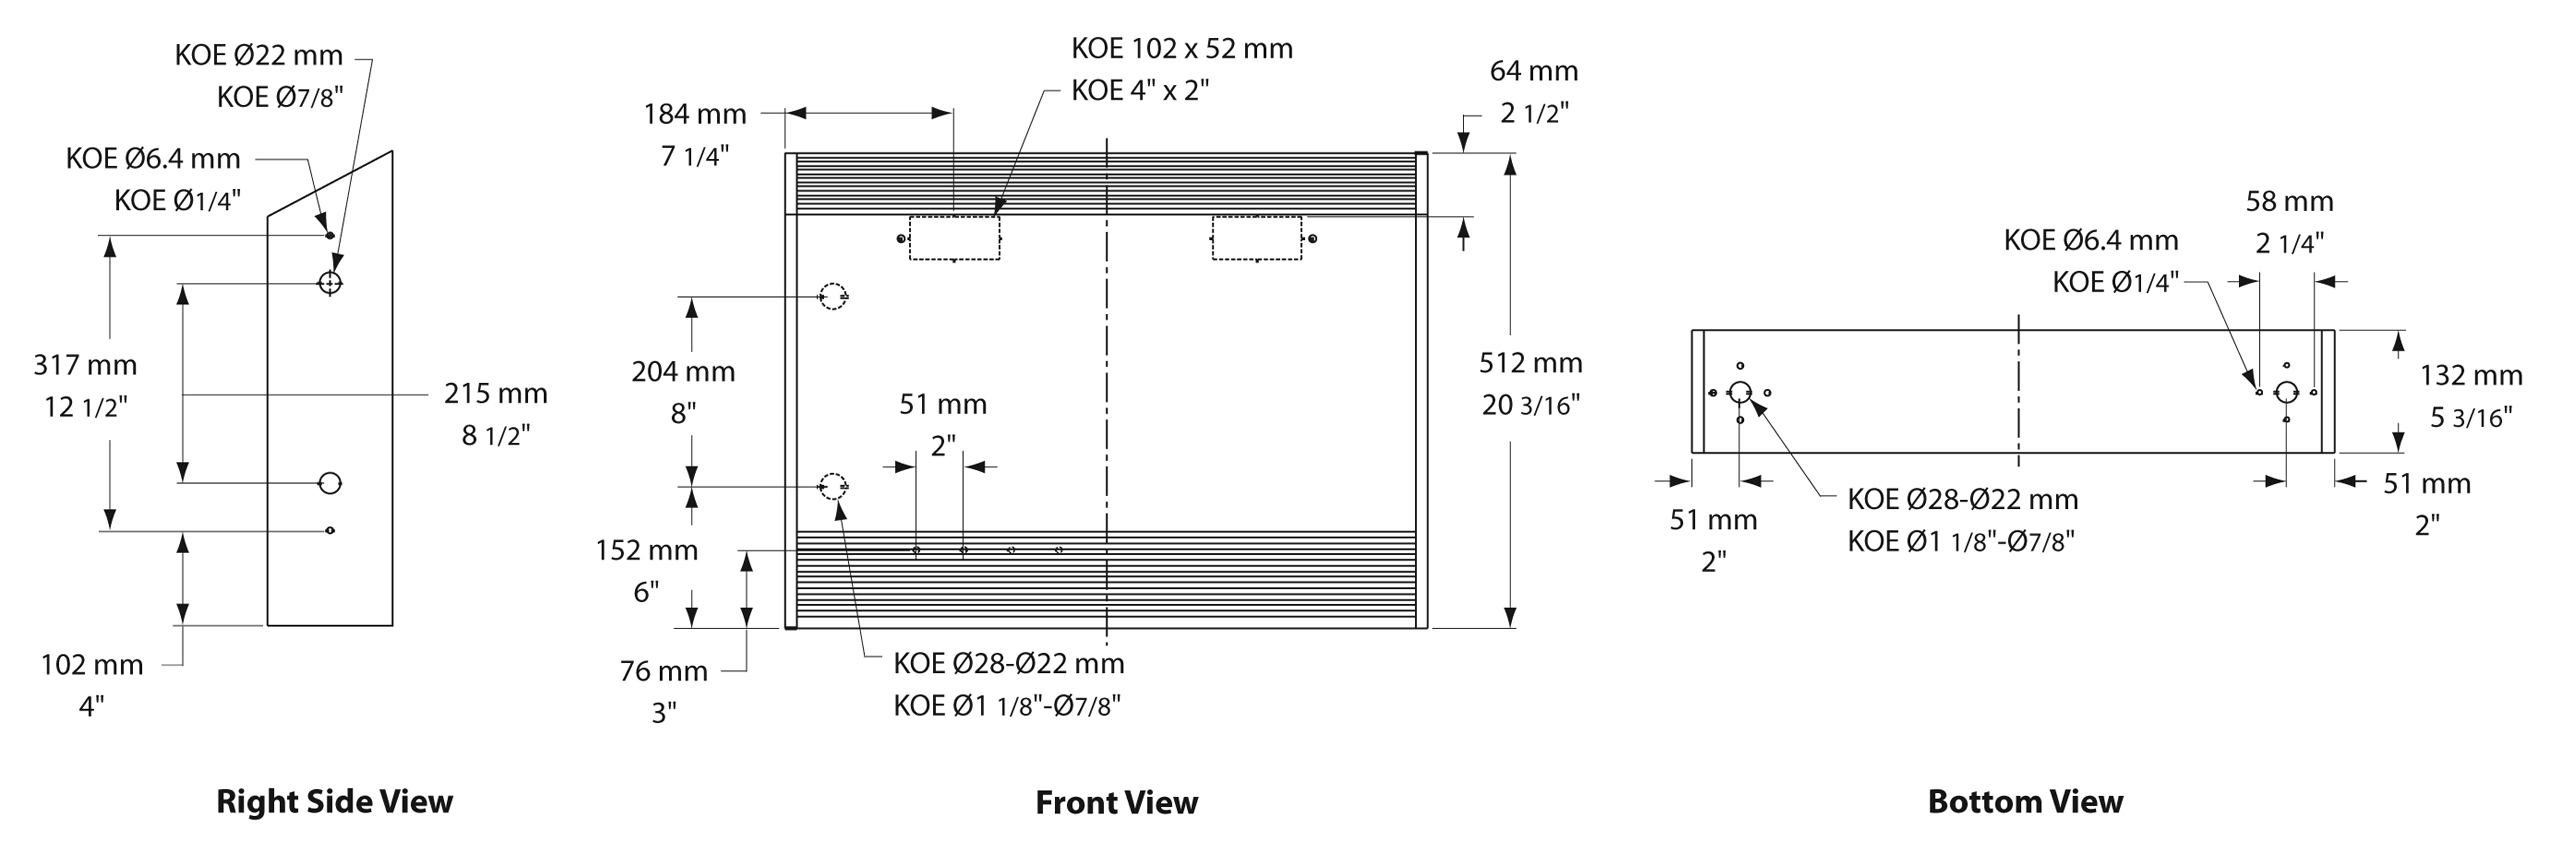 KOE Ø22 mm
KOE Ø7/8"
KOE Ø6.4 mm
KOE Ø1/4"
317 mm
12 1/2"
215 mm
8 1/2"
102 mm
4"
Right Side View
KOE 102 x 52 mm
KOE 4" x 2"
184 mm
7 1/4"
64 mm
2 1/2"
204 mm
8"
51 mm
2"
512 mm
20 3/16"
152 mm
6"
76 mm
3"
KOE Ø28-Ø22 mm
KOE Ø1 1/8"-Ø7/8"
Front View
58 mm
2 1/4"
KOE Ø6.4 mm
KOE Ø1/4"
132 mm
5 3/16"
51 mm
2"
KOE Ø28-Ø22 mm
KOE Ø1 1/8"-Ø7/8"
51 mm
2"
Bottom View